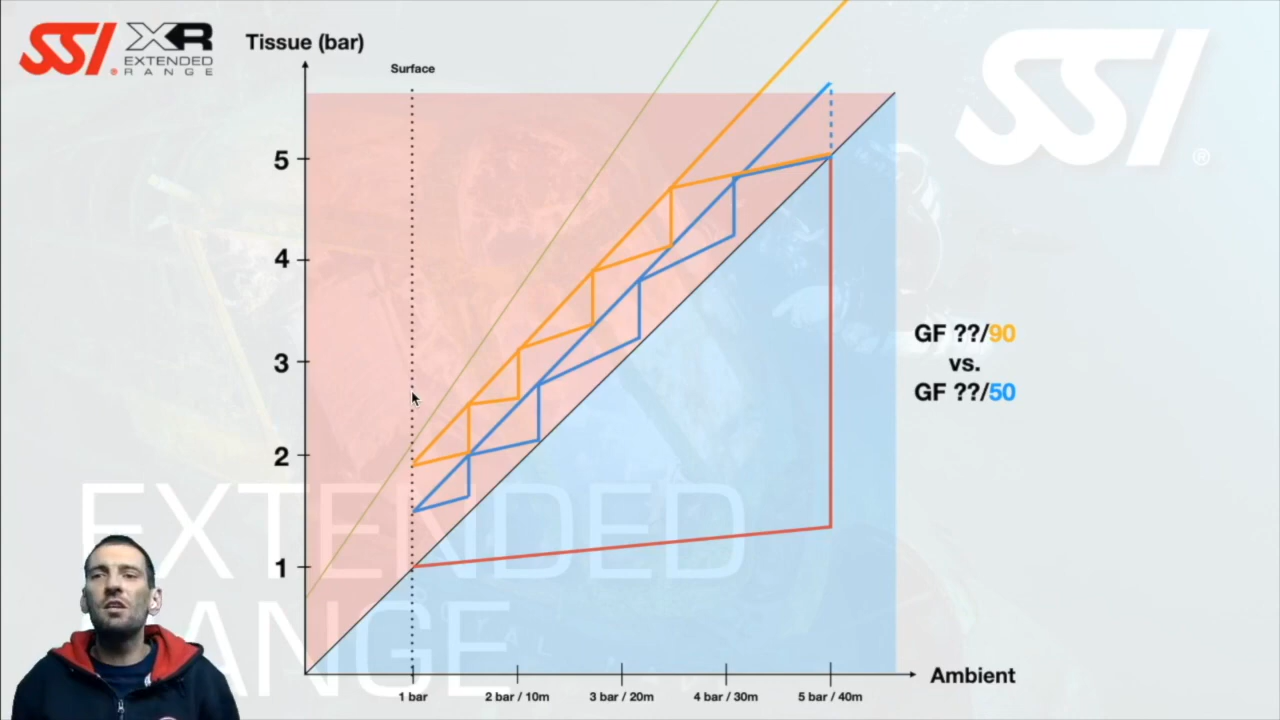 SSI
XR
EXTENDED
RANGE
Tissue (bar)
Surface
SSI
5
4
3
2
1
GF ??/90
vs.
GF ??/50
EXTENDED
RANGE
Ambient
1 bar
2 bar / 10m
3 bar / 20m
4 bar / 30m
5 bar / 40m